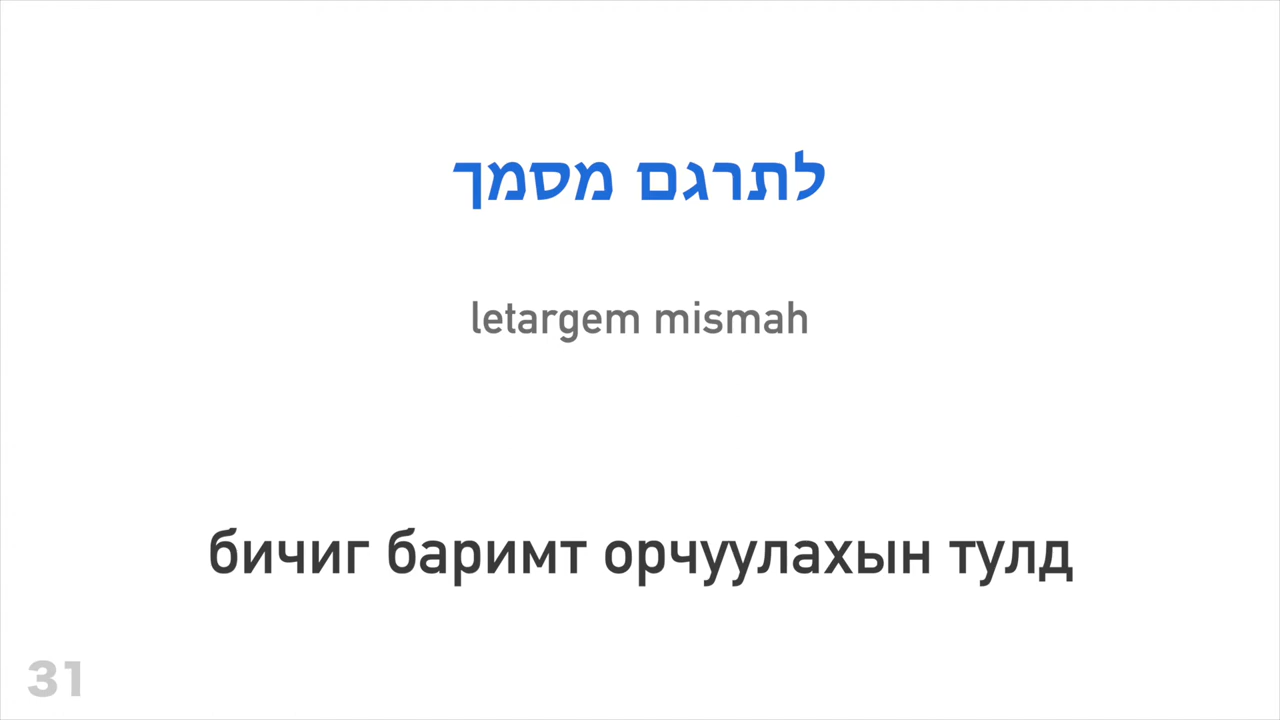 לתרגם מסמך
letargem mismah
бичиг баримт орчуулахын тулд
31